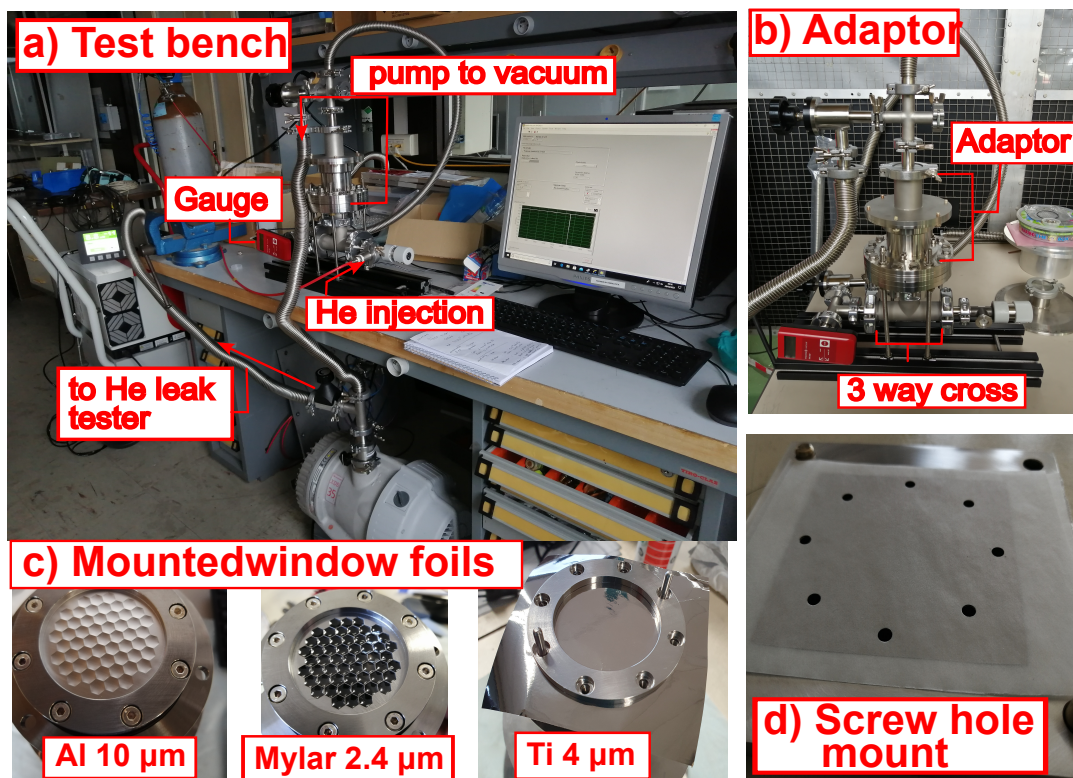 a) Test bench
pump to vacuum
Gauge
He injection
to He leak
tester
b) Adaptor
Adaptor
3 way cross
c) Mountedwindow foils
Al 10 μm
Mylar 2.4 μm
Ti 4 μm
d) Screw hole
mount